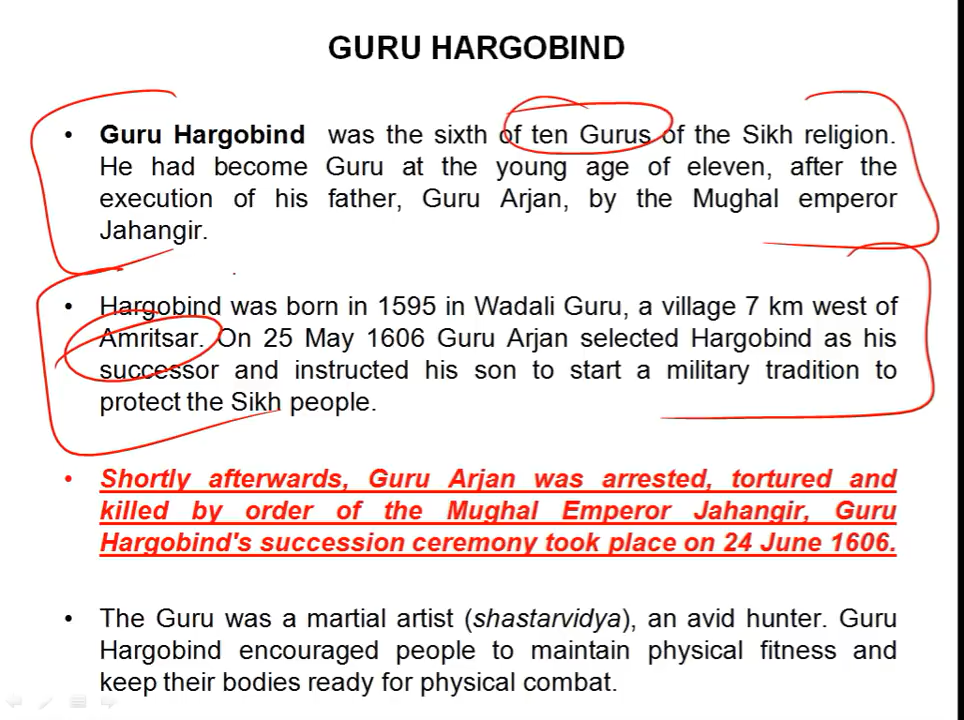 GURU HARGOBIND
• Guru Hargobind was the sixth of ten Gurus of the Sikh religion.
He had become Guru at the young age of eleven, after the
execution of his father, Guru Arjan, by the Mughal emperor
Jahangir.
• Hargobind was born in 1595 in Wadali Guru, a village 7 km west of
Amritsar. On 25 May 1606 Guru Arjan selected Hargobind as his
successor and instructed his son to start a military tradition to
protect the Sikh people.
• Shortly afterwards, Guru Arjan was arrested, tortured and
killed by order of the Mughal Emperor Jahangir, Guru
Hargobind's succession ceremony took place on 24 June 1606.
• The Guru was a martial artist (shastarvidya), an avid hunter. Guru
Hargobind encouraged people to maintain physical fitness and
keep their bodies ready for physical combat.